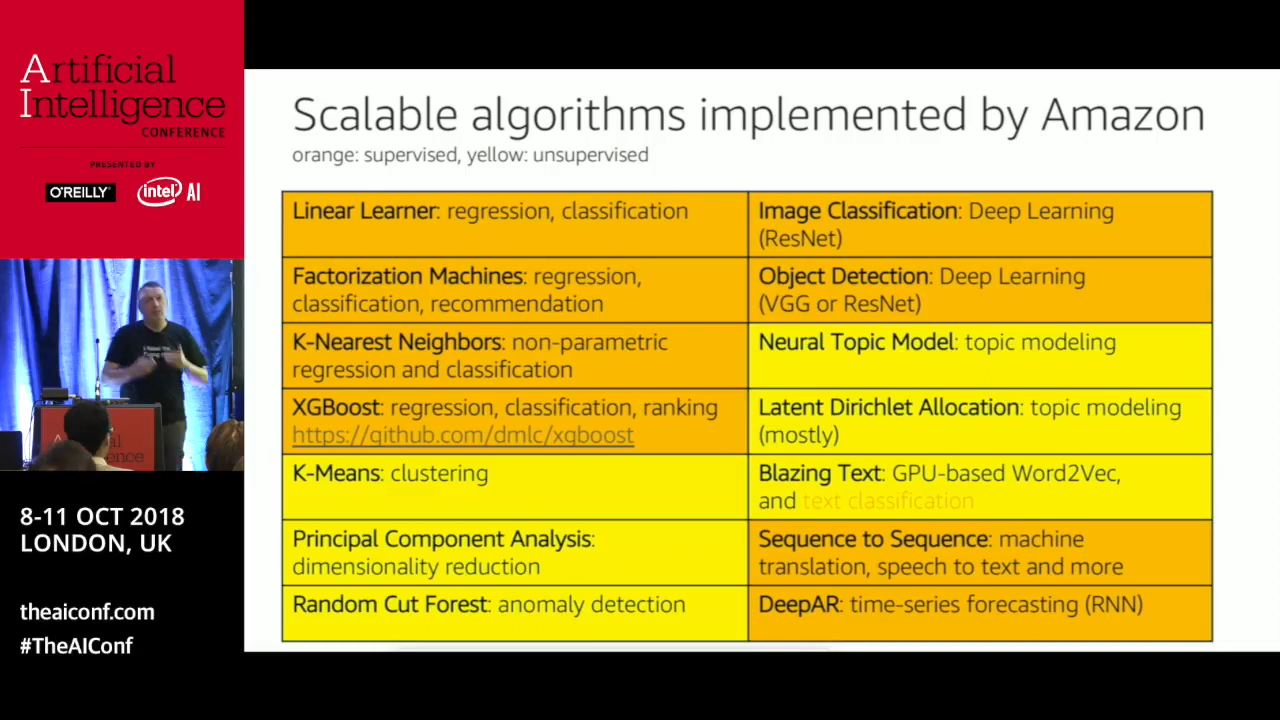 Artificial
Intelligence
CONFERENCE
PRESENTED BY
O'REILLY
intel AI
8-11 OCT 2018
LONDON, UK
theaiconf.com
#TheAIConf
Scalable algorithms implemented by Amazon
orange: supervised, yellow: unsupervised
Linear Learner: regression, classification
Image Classification: Deep Learning
(ResNet)
Factorization Machines: regression,
classification, recommendation
Object Detection: Deep Learning
(VGG or ResNet)
K-Nearest Neighbors: non-parametric
regression and classification
Neural Topic Model: topic modeling
XGBoost: regression, classification, ranking
https://github.com/dmlc/xgboost
Latent Dirichlet Allocation: topic modeling
(mostly)
K-Means: clustering
Blazing Text: GPU-based Word2Vec,
and text classification
Principal Component Analysis:
dimensionality reduction
Sequence to Sequence: machine
translation, speech to text and more
Random Cut Forest: anomaly detection
DeepAR: time-series forecasting (RNN)